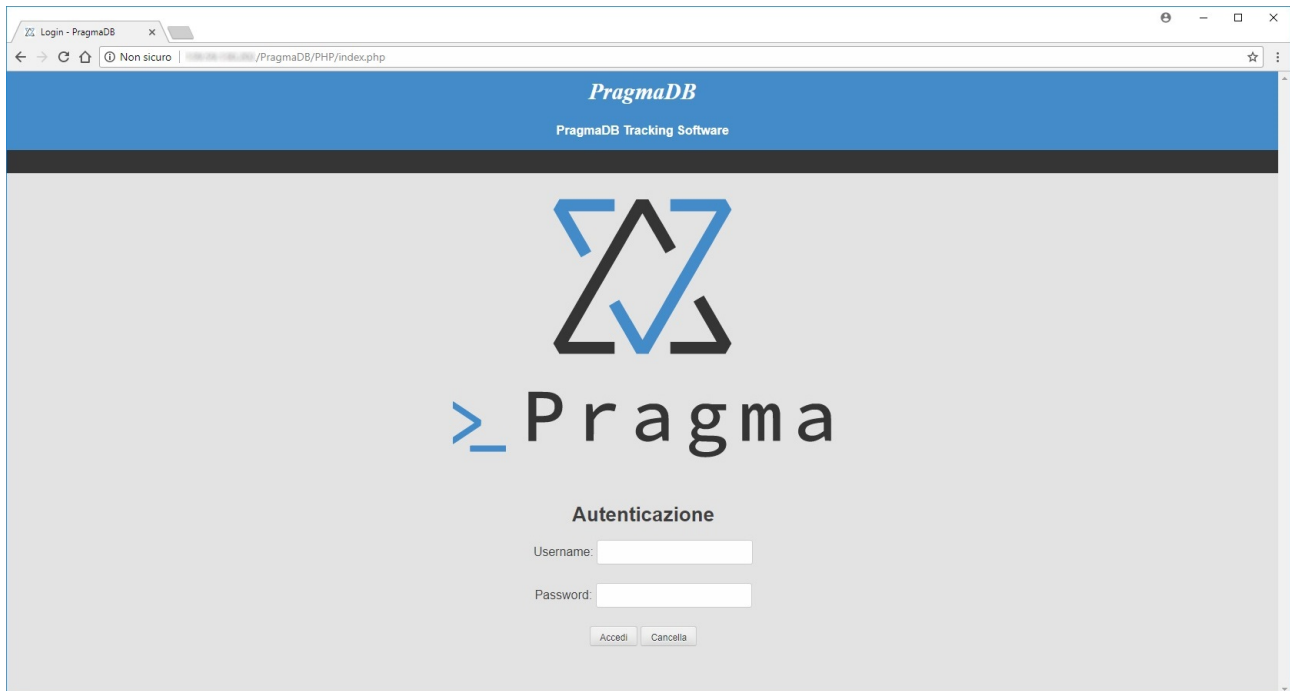 Login - PragmaDB
Non sicuro /PragmaDB/PHP/index.php
PragmaDB
PragmaDB Tracking Software
>_Pragma
Autenticazione
Username:
Password:
Accedi Cancella